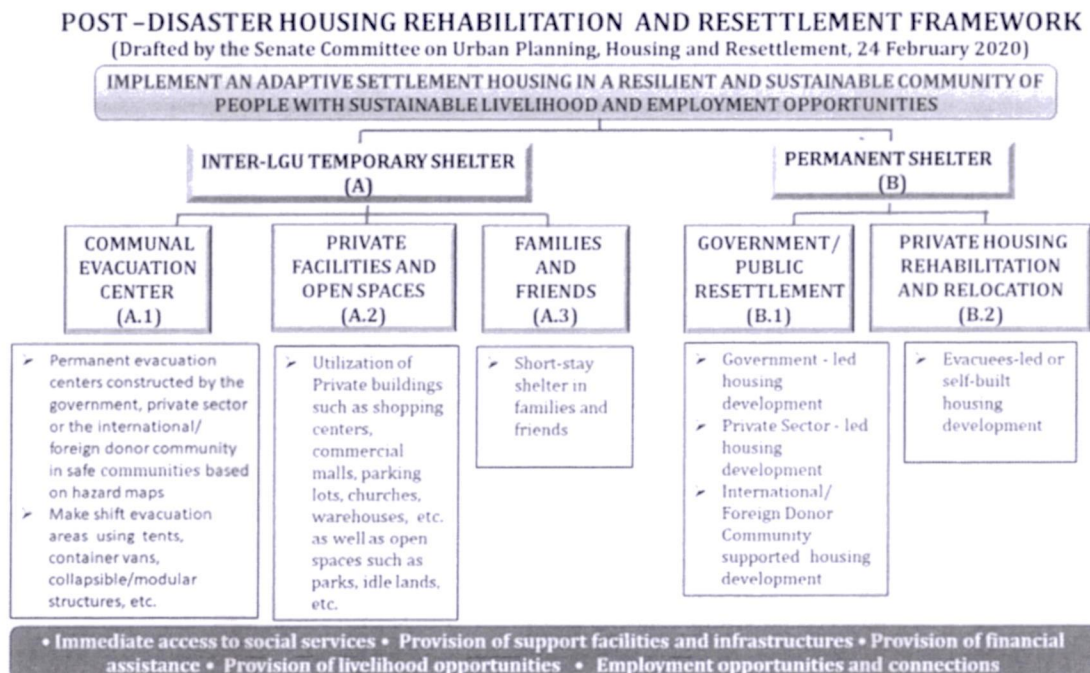 POST –DISASTER HOUSING REHABILITATION AND RESETTLEMENT FRAMEWORK
(Drafted by the Senate Committee on Urban Planning, Housing and Resettlement, 24 February 2020)
IMPLEMENT AN ADAPTIVE SETTLEMENT HOUSING IN A RESILIENT AND SUSTAINABLE COMMUNITY OF
PEOPLE WITH SUSTAINABLE LIVELIHOOD AND EMPLOYMENT OPPORTUNITIES
INTER-LGU TEMPORARY SHELTER
(A)
PERMANENT SHELTER
(B)
COMMUNAL
EVACUATION
CENTER
(A.1)
PRIVATE
FACILITIES AND
OPEN SPACES
(A.2)
FAMILIES
AND
FRIENDS
(A.3)
GOVERNMENT/
PUBLIC
RESETTLEMENT
(B.1)
PRIVATE HOUSING
REHABILITATION
AND RELOCATION
(B.2)
➢ Permanent evacuation
centers constructed by the
government, private sector
or the international/
foreign donor community
in safe communities based
on hazard maps
➢ Make shift evacuation
areas using tents,
container vans,
collapsible/modular
structures, etc.
➢ Utilization of
Private buildings
such as shopping
centers,
commercial
malls, parking
lots, churches,
warehouses, etc.
as well as open
spaces such as
parks, idle lands,
etc.
➢ Short-stay
shelter in
families and
friends
➢ Government - led
housing
development
➢ Private Sector - led
housing
development
➢ International/
Foreign Donor
Community
supported housing
development
➢ Evacuees-led or
self-built
housing
development
• Immediate access to social services • Provision of support facilities and infrastructures • Provision of financial
assistance • Provision of livelihood opportunities • Employment opportunities and connections